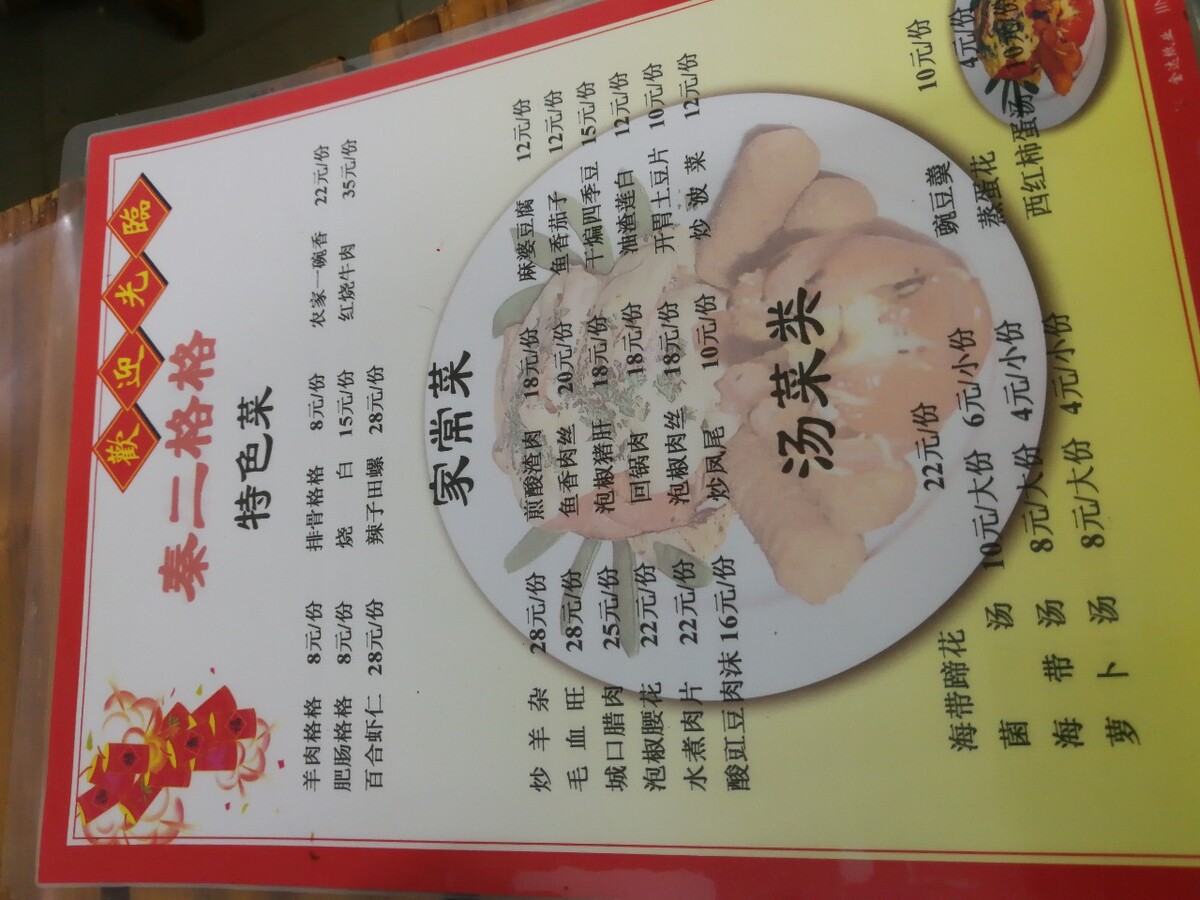 歡迎光臨
秦二格格
特色菜
羊肉格格 8元/份 排骨格格 8元/份 农家一碗香 22元/份
肥肠格格 8元/份 烧 白 15元/份 红烧牛肉 35元/份
百合虾仁 28元/份 辣子田螺 28元/份
家常菜
炒 羊 杂 28元/份 煎酸渣肉 18元/份 麻婆豆腐 12元/份
毛 血 旺 28元/份 鱼香肉丝 20元/份 鱼香茄子 12元/份
城口腊肉 25元/份 泡椒猪肝 18元/份 干煸四季豆 15元/份
泡椒腰花 22元/份 回锅肉 18元/份 油渣莲白 12元/份
水煮肉片 22元/份 泡椒肉丝 18元/份 开胃土豆片 10元/份
酸豇豆肉沫 16元/份 炒凤尾 10元/份 炒 波 菜 12元/份
汤菜类
海带蹄花 22元/份 豌豆羹 10元/份
菌 汤 10元/大份 6元/小份 蒸蛋花 4元/份
海 带 汤 8元/大份 4元/小份 西红柿蛋汤 10元/份
萝 卜 汤 8元/大份 4元/小份